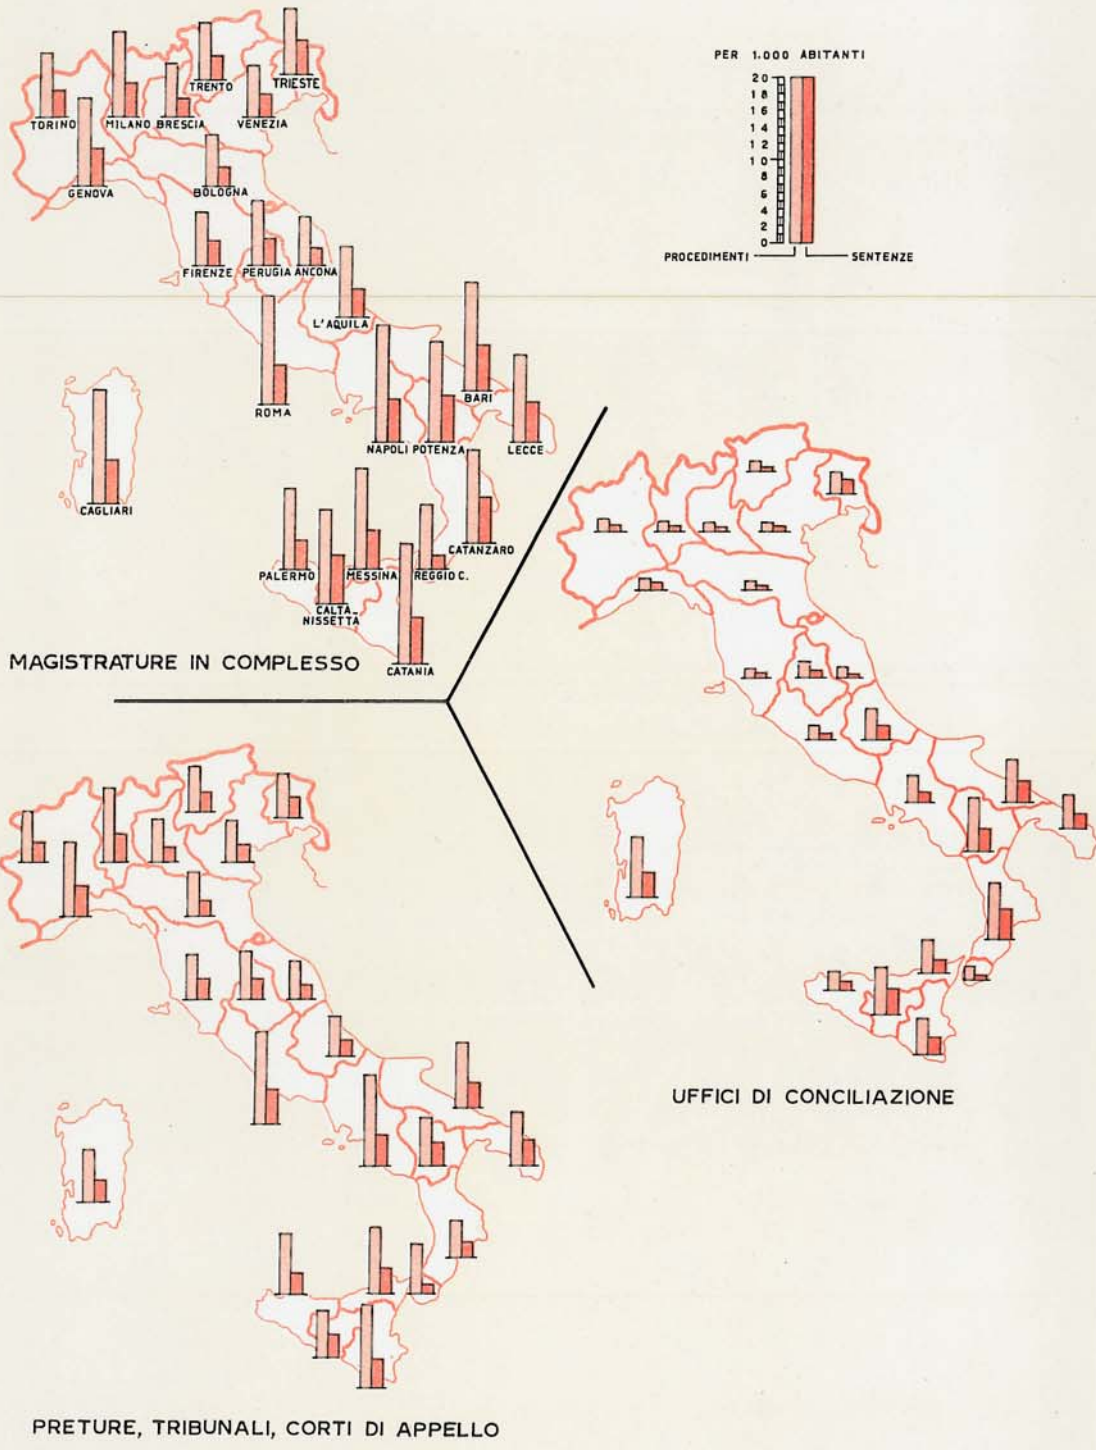 PER 1.000 ABITANTI
20
18
16
14
12
10
8
6
4
2
0
PROCEDIMENTI
SENTENZE
TRENTO
TRIESTE
TORINO
MILANO
BRESCIA
VENEZIA
GENOVA
BOLOGNA
FIRENZE
PERUGIA
ANCONA
L'AQUILA
ROMA
BARI
NAPOLI
POTENZA
LECCE
CAGLIARI
CATANZARO
PALERMO
MESSINA
REGGIO C.
CALTA-
NISSETTA
CATANIA
MAGISTRATURE IN COMPLESSO
UFFICI DI CONCILIAZIONE
PRETURE, TRIBUNALI, CORTI DI APPELLO